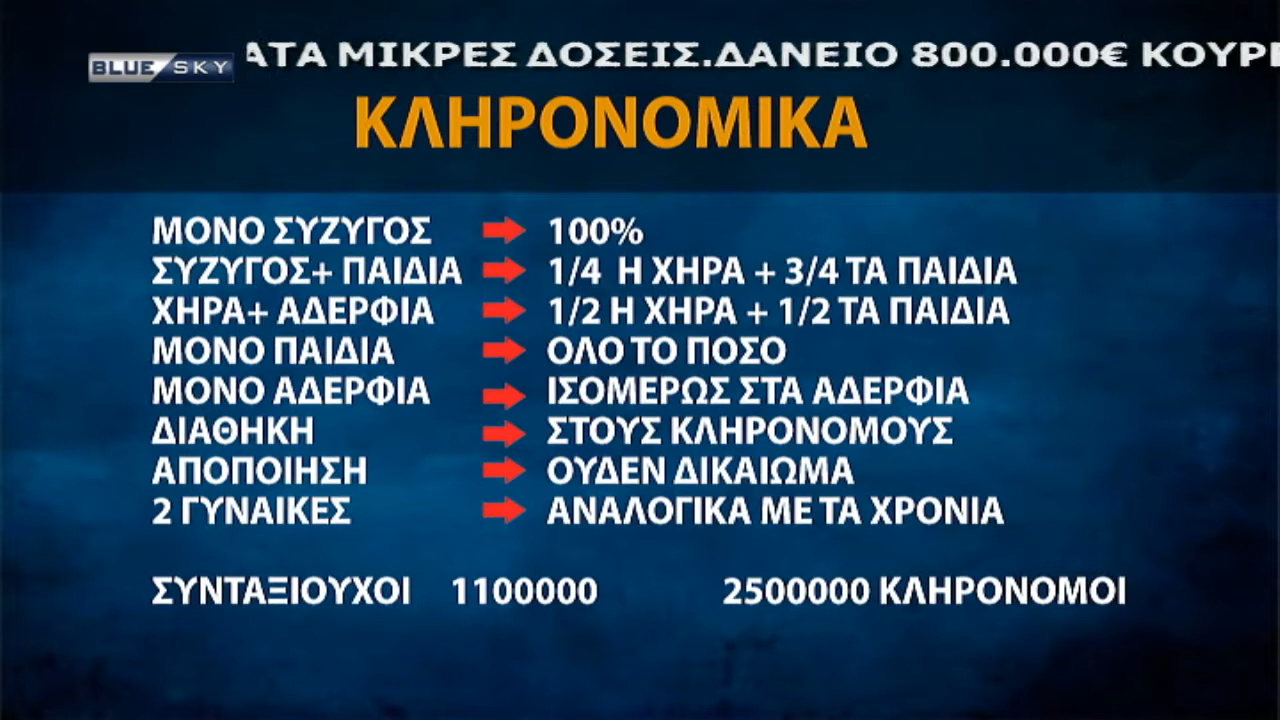 BLUE SKY
ΑΤΑ ΜΙΚΡΕΣ ΔΟΣΕΙΣ.ΔΑΝΕΙΟ 800.000€ ΚΟΥΡΕ
ΚΛΗΡΟΝΟΜΙΚΑ
ΜΟΝΟ ΣΥΖΥΓΟΣ 100%
ΣΥΖΥΓΟΣ+ ΠΑΙΔΙΑ 1/4 Η ΧΗΡΑ + 3/4 ΤΑ ΠΑΙΔΙΑ
ΧΗΡΑ+ ΑΔΕΡΦΙΑ 1/2 Η ΧΗΡΑ + 1/2 ΤΑ ΠΑΙΔΙΑ
ΜΟΝΟ ΠΑΙΔΙΑ ΟΛΟ ΤΟ ΠΟΣΟ
ΜΟΝΟ ΑΔΕΡΦΙΑ ΙΣΟΜΕΡΩΣ ΣΤΑ ΑΔΕΡΦΙΑ
ΔΙΑΘΗΚΗ ΣΤΟΥΣ ΚΛΗΡΟΝΟΜΟΥΣ
ΑΠΟΠΟΙΗΣΗ ΟΥΔΕΝ ΔΙΚΑΙΩΜΑ
2 ΓΥΝΑΙΚΕΣ ΑΝΑΛΟΓΙΚΑ ΜΕ ΤΑ ΧΡΟΝΙΑ
ΣΥΝΤΑΞΙΟΥΧΟΙ 1100000 2500000 ΚΛΗΡΟΝΟΜΟΙ